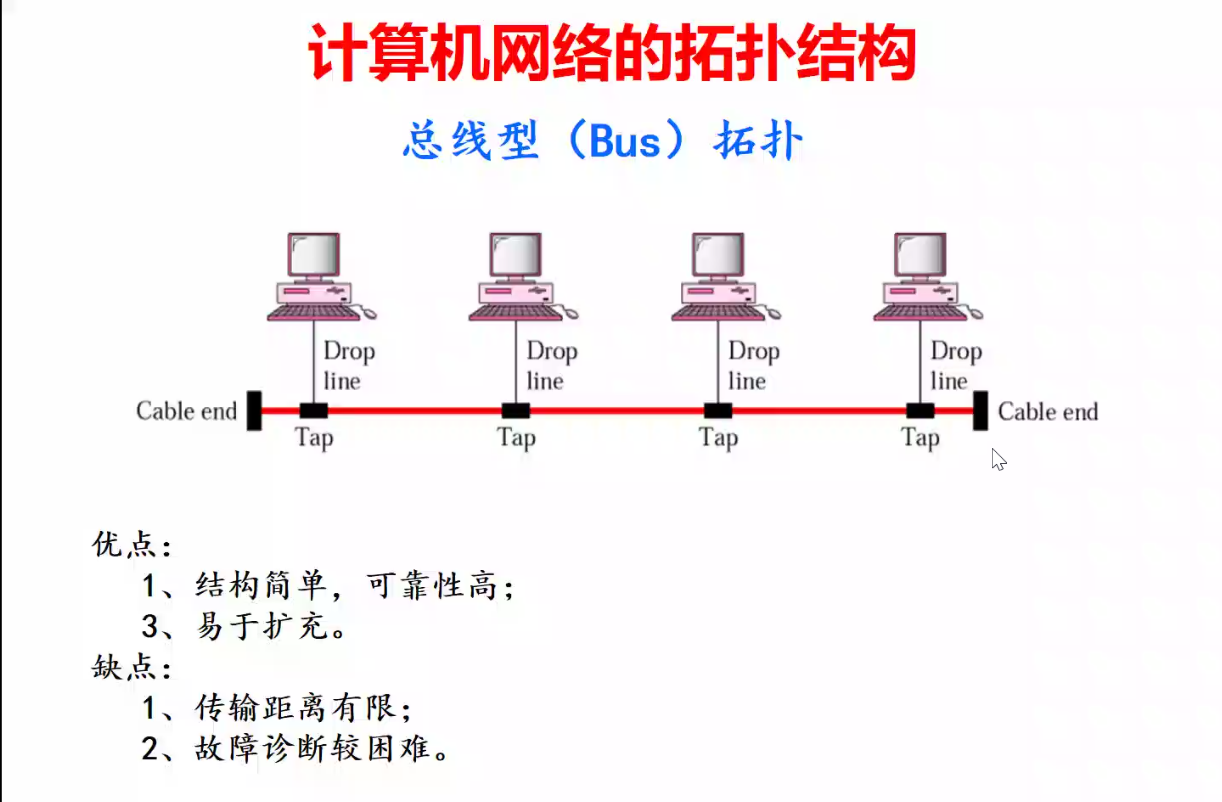 计算机网络的拓扑结构
总线型（Bus）拓扑
Drop line
Drop line
Drop line
Drop line
Cable end
Cable end
Tap
Tap
Tap
Tap
优点：
1、结构简单，可靠性高；
3、易于扩充。
缺点：
1、传输距离有限；
2、故障诊断较困难。